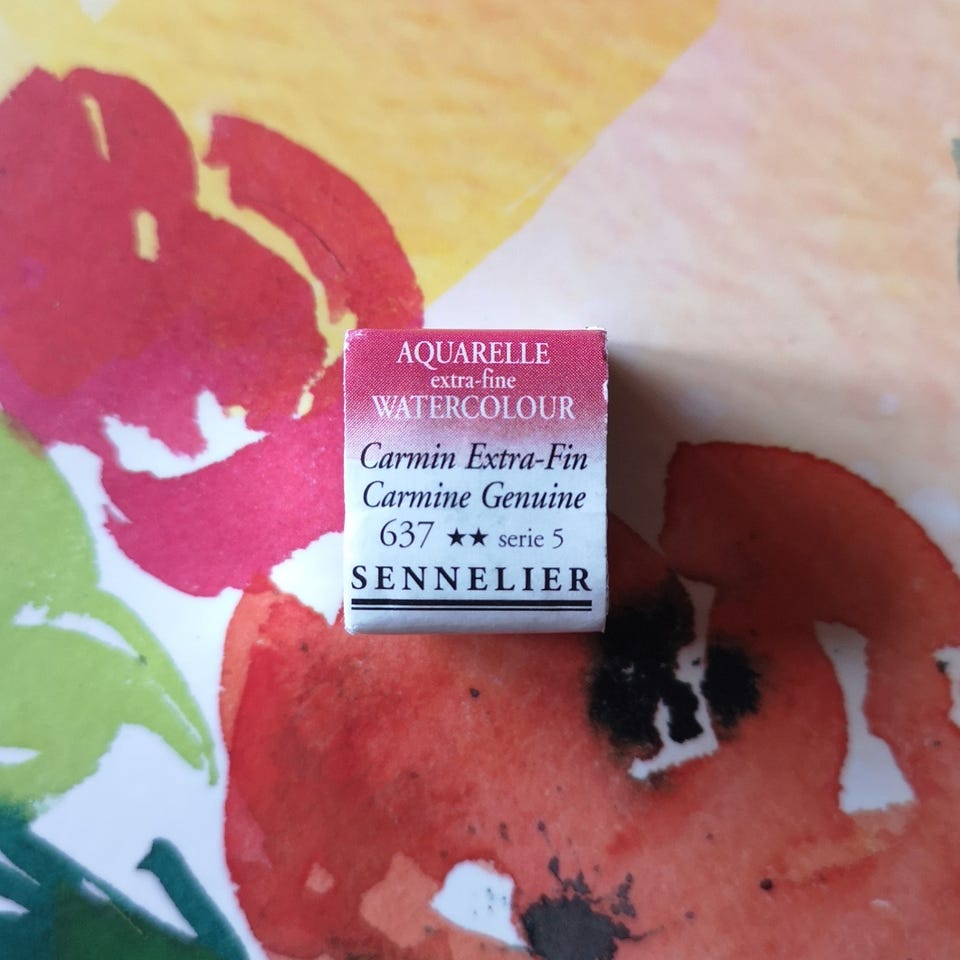 AQUARELLE
extra-fine
WATERCOLOUR
Carmin Extra-Fin
Carmine Genuine
637 ★★ serie 5
SENNELIER